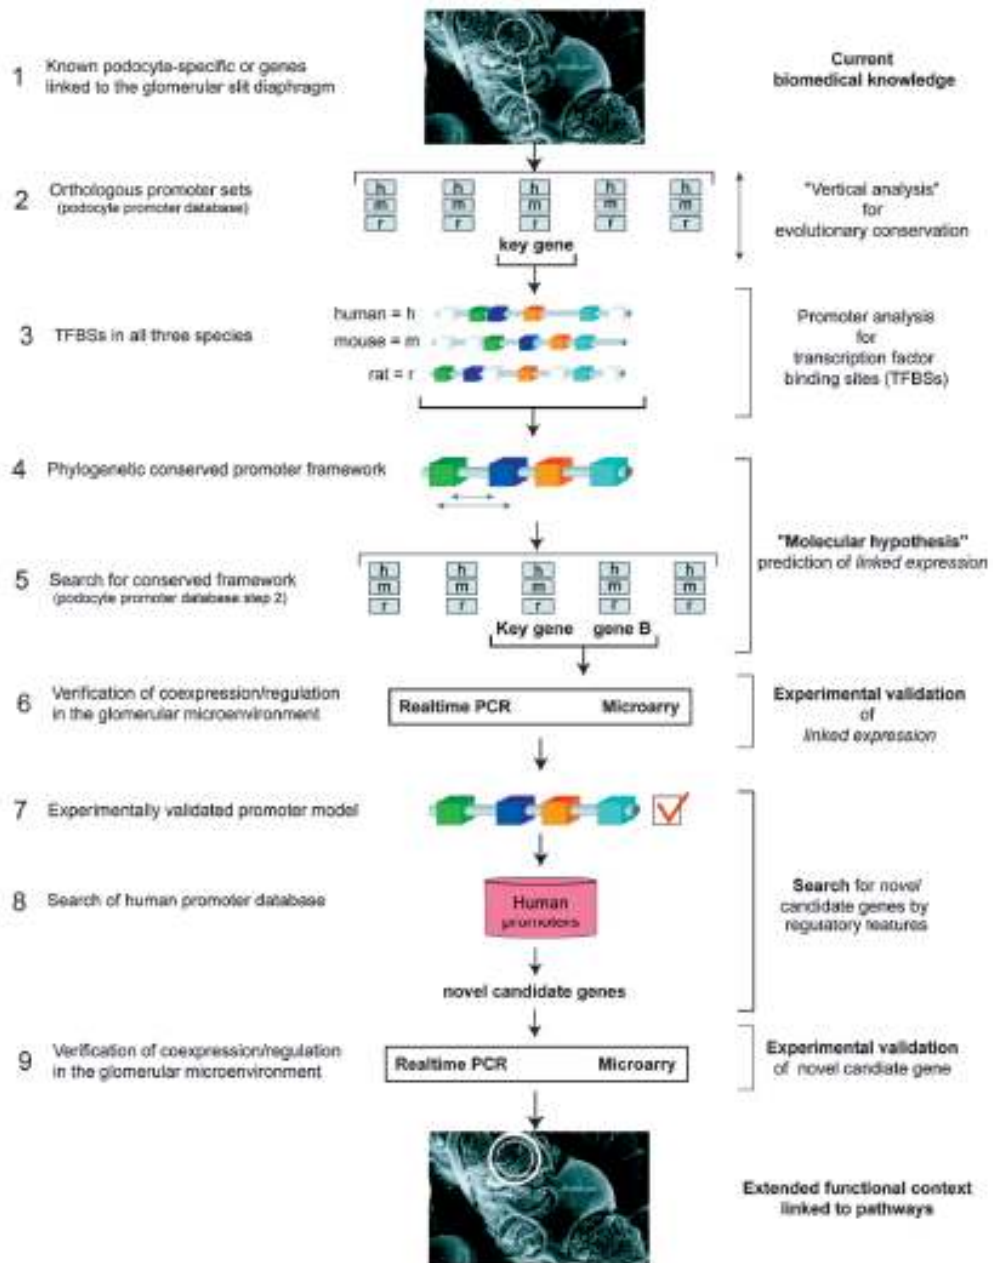 1
Known podocyte-specific or genes
linked to the glomerular slit diaphragm
Current
biomedical knowledge
2
Orthologous promoter sets
(podocyte promoter database)
h h h h h
m m m m m
r r r r r
key gene
"Vertical analysis"
for
evolutionary conservation
3
TFBSs in all three species
human = h
mouse = m
rat = r
Promoter analysis
for
transcription factor
binding sites (TFBSs)
4
Phylogenetic conserved promoter framework
"Molecular hypothesis"
prediction of linked expression
5
Search for conserved framework
(podocyte promoter database step 2)
h h h h h
m m m m m
r r r r r
Key gene gene B
6
Verification of coexpression/regulation
in the glomerular microenvironment
Realtime PCR Microarry
Experimental validation
of
linked expression
7
Experimentally validated promoter model
8
Search of human promoter database
Human
promoters
Search for novel
candidate genes by
regulatory features
novel candidate genes
9
Verification of coexpression/regulation
in the glomerular microenvironment
Realtime PCR Microarry
Experimental validation
of novel candiate gene
Extended functional context
linked to pathways